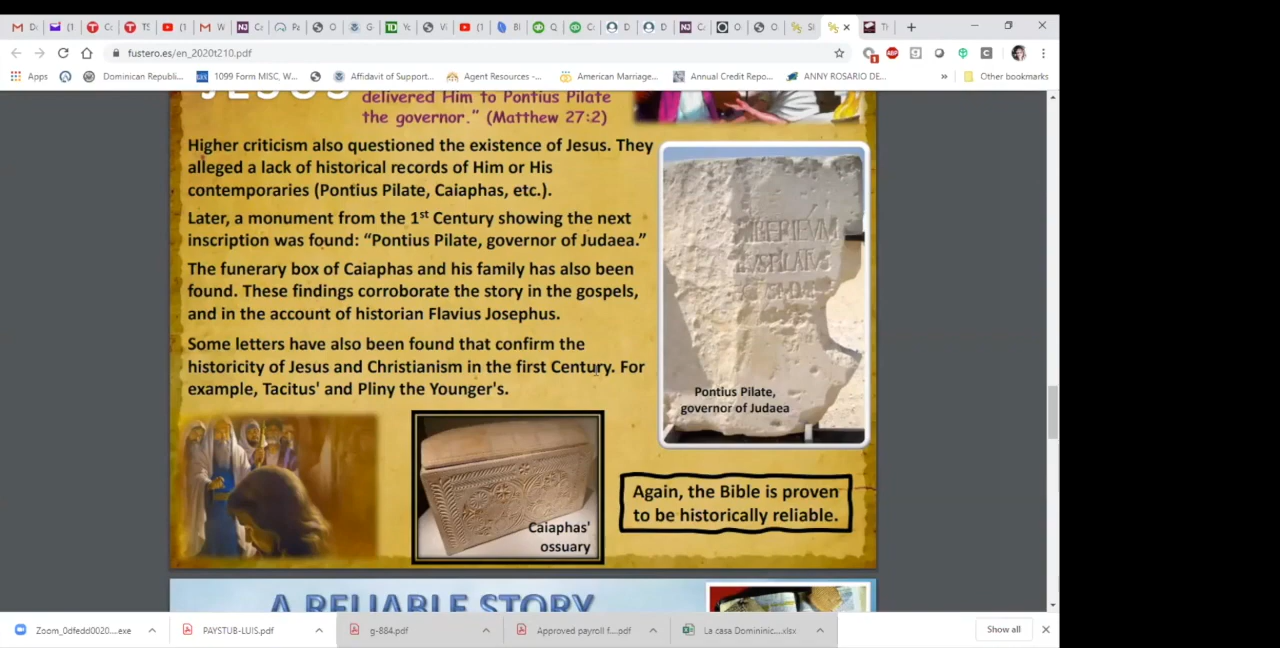 fustero.es/en_2020t210.pdf
Apps
Dominican Republi...
1099 Form MISC, W...
Affidavit of Support...
Agent Resources -...
American Marriage...
Annual Credit Repo...
ANNY ROSARIO DE...
»
Other bookmarks
JESUS
delivered Him to Pontius Pilate
the governor." (Matthew 27:2)
Higher criticism also questioned the existence of Jesus. They
alleged a lack of historical records of Him or His
contemporaries (Pontius Pilate, Caiaphas, etc.).
Later, a monument from the 1st Century showing the next
inscription was found: “Pontius Pilate, governor of Judaea.”
The funerary box of Caiaphas and his family has also been
found. These findings corroborate the story in the gospels,
and in the account of historian Flavius Josephus.
Some letters have also been found that confirm the
historicity of Jesus and Christianism in the first Century. For
example, Tacitus' and Pliny the Younger's.
Pontius Pilate,
governor of Judaea
Caiaphas'
ossuary
Again, the Bible is proven
to be historically reliable.
A RELIABLE STORY
Zoom_0dfedd0020....exe
PAYSTUB-LUIS.pdf
g-884.pdf
Approved payroll f....pdf
La casa Domininic....xlsx
Show all